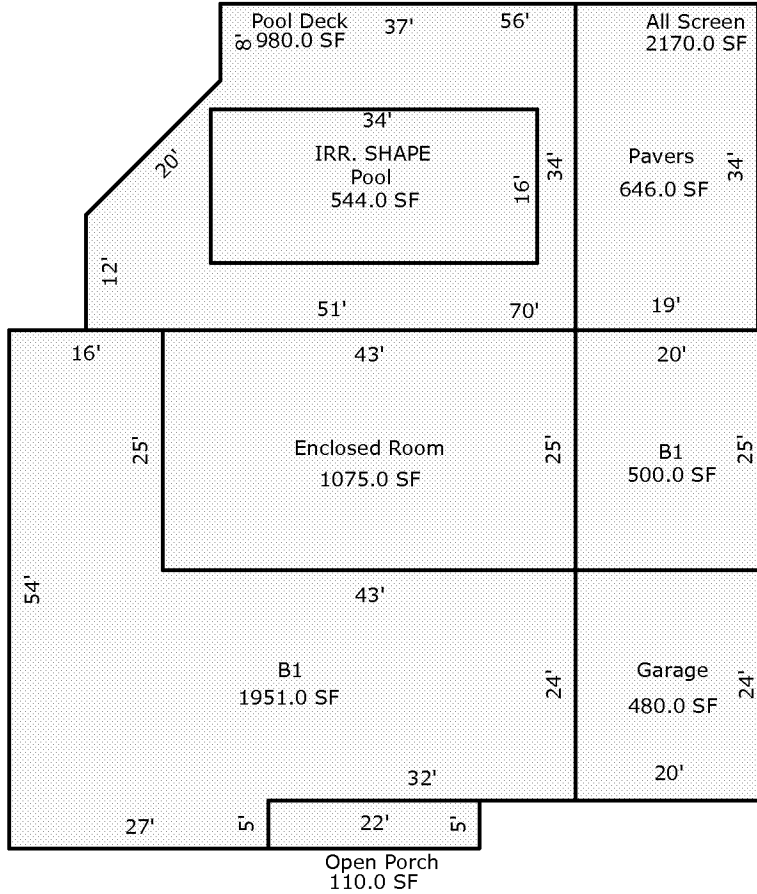 Pool Deck
980.0 SF
8'
37'
56'
All Screen
2170.0 SF
20'
34'
IRR. SHAPE
Pool
544.0 SF
16'
34'
Pavers
646.0 SF
34'
12'
51'
70'
19'
16'
43'
20'
25'
Enclosed Room
1075.0 SF
25'
B1
500.0 SF
25'
54'
43'
B1
1951.0 SF
24'
Garage
480.0 SF
24'
32'
20'
27'
5'
22'
5'
Open Porch
110.0 SF